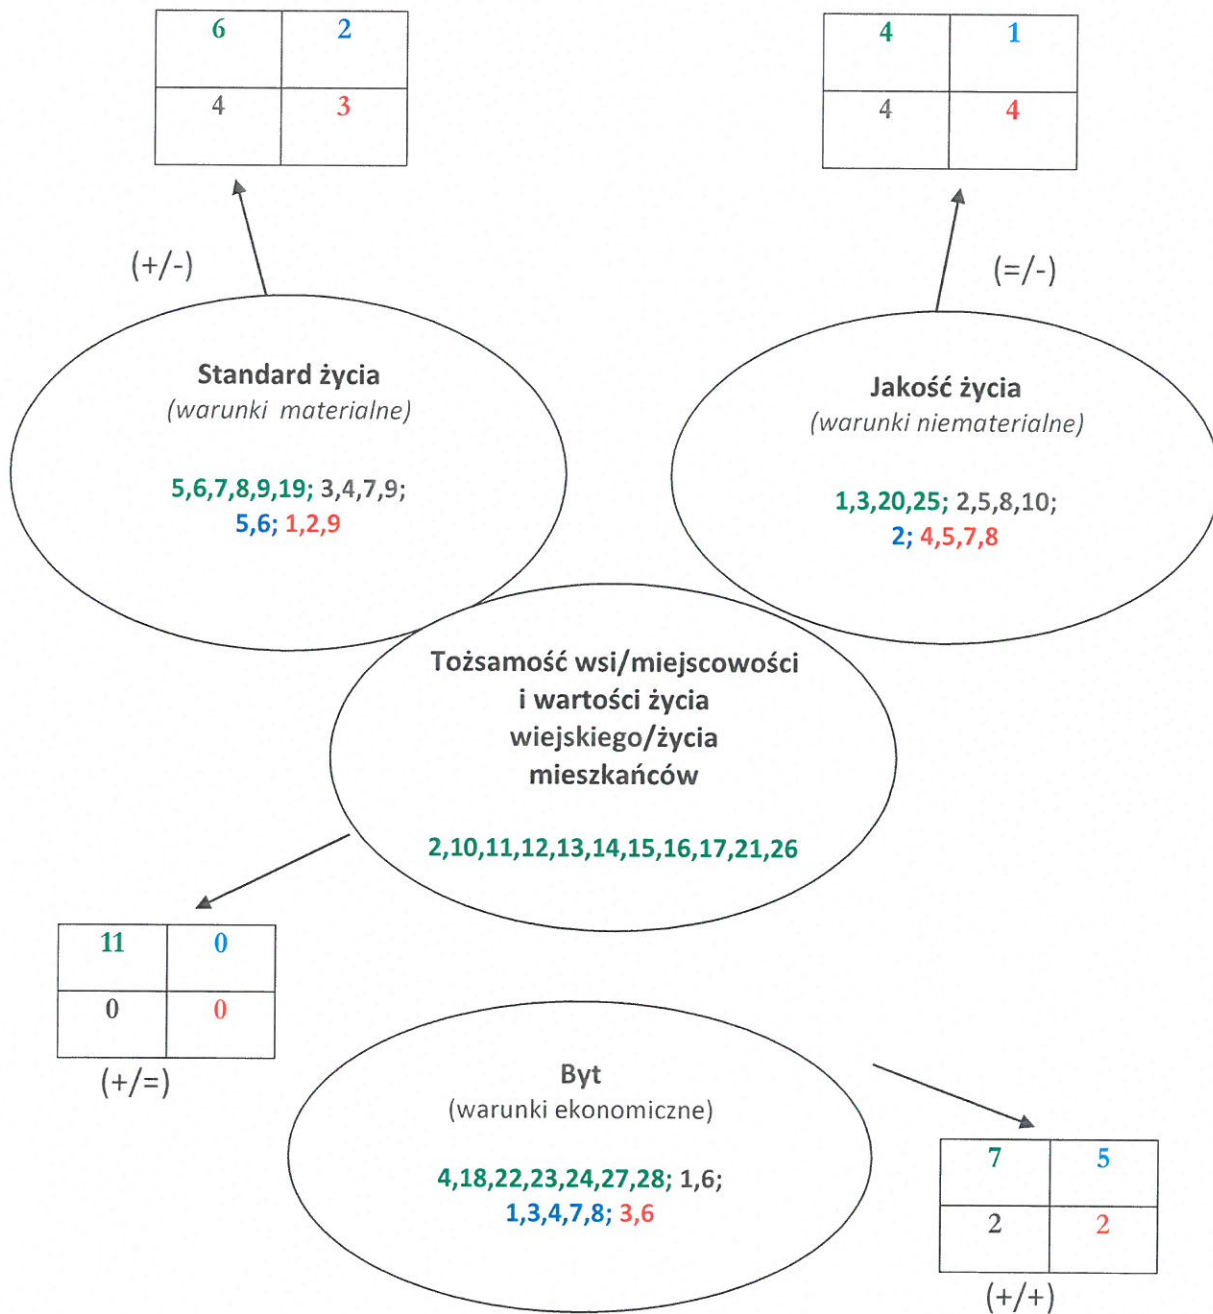 6 2
4 3
4 1
4 4
(+/-)
(=/-)
Standard życia
(warunki materialne)
5,6,7,8,9,19; 3,4,7,9;
5,6; 1,2,9
Jakość życia
(warunki niematerialne)
1,3,20,25; 2,5,8,10;
2; 4,5,7,8
Tożsamość wsi/miejscowości
i wartości życia
wiejskiego/życia
mieszkańców
2,10,11,12,13,14,15,16,17,21,26
11 0
0 0
(+/=)
Byt
(warunki ekonomiczne)
4,18,22,23,24,27,28; 1,6;
1,3,4,7,8; 3,6
7 5
2 2
(+/+)